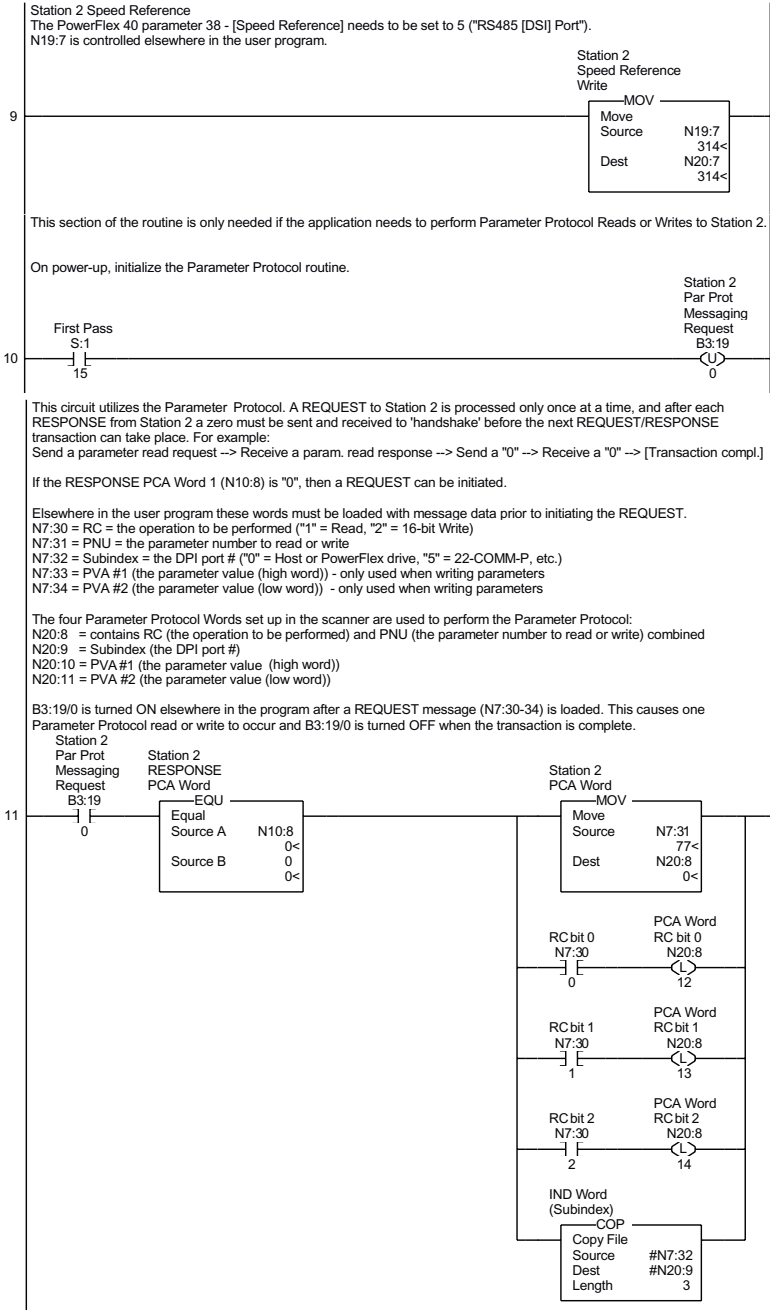 Station 2 Speed Reference
The PowerFlex 40 parameter 38 - [Speed Reference] needs to be set to 5 ("RS485 [DSI] Port").
N19:7 is controlled elsewhere in the user program.
Station 2
Speed Reference
Write
MOV
9
Move
Source N19:7
314<
Dest N20:7
314<
This section of the routine is only needed if the application needs to perform Parameter Protocol Reads or Writes to Station 2.
On power-up, initialize the Parameter Protocol routine.
Station 2
Par Prot
Messaging
First Pass Request
S:1 B3:19
10 U
15 0
This circuit utilizes the Parameter Protocol. A REQUEST to Station 2 is processed only once at a time, and after each
RESPONSE from Station 2 a zero must be sent and received to 'handshake' before the next REQUEST/RESPONSE
transaction can take place. For example:
Send a parameter read request --> Receive a param. read response --> Send a "0" --> Receive a "0" --> [Transaction compl.]
If the RESPONSE PCA Word 1 (N10:8) is "0", then a REQUEST can be initiated.
Elsewhere in the user program these words must be loaded with message data prior to initiating the REQUEST.
N7:30 = RC = the operation to be performed ("1" = Read, "2" = 16-bit Write)
N7:31 = PNU = the parameter number to read or write
N7:32 = Subindex = the DPI port # ("0" = Host or PowerFlex drive, "5" = 22-COMM-P, etc.)
N7:33 = PVA #1 (the parameter value (high word)) - only used when writing parameters
N7:34 = PVA #2 (the parameter value (low word)) - only used when writing parameters
The four Parameter Protocol Words set up in the scanner are used to perform the Parameter Protocol:
N20:8 = contains RC (the operation to be performed) and PNU (the parameter number to read or write) combined
N20:9 = Subindex (the DPI port #)
N20:10 = PVA #1 (the parameter value (high word))
N20:11 = PVA #2 (the parameter value (low word))
B3:19/0 is turned ON elsewhere in the program after a REQUEST message (N7:30-34) is loaded. This causes one
Parameter Protocol read or write to occur and B3:19/0 is turned OFF when the transaction is complete.
Station 2
Par Prot Station 2
Messaging RESPONSE Station 2
Request PCA Word PCA Word
B3:19 EQU MOV
11 Equal Move
0 Source A N10:8 Source N7:31
0< 77<
Source B 0 Dest N20:8
0< 0<
PCA Word
RC bit 0 RC bit 0
N7:30 N20:8
L
0 12
PCA Word
RC bit 1 RC bit 1
N7:30 N20:8
L
1 13
PCA Word
RC bit 2 RC bit 2
N7:30 N20:8
L
2 14
IND Word
(Subindex)
COP
Copy File
Source #N7:32
Dest #N20:9
Length 3